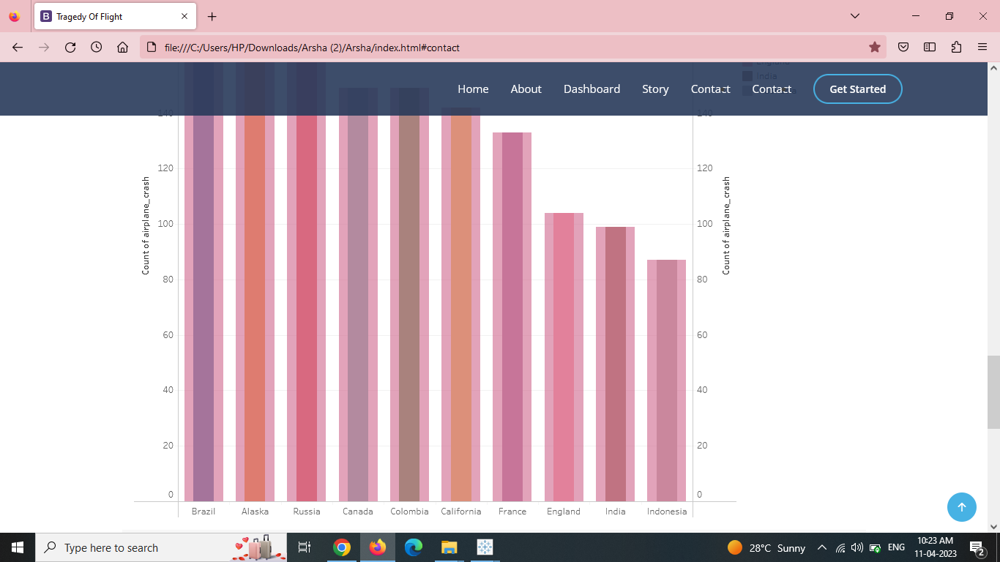 Tragedy Of Flight
file:///C:/Users/HP/Downloads/Arsha (2)/Arsha/index.html#contact
England
India
Home About Dashboard Story Contact Contact Get Started
140 140
120 120
100 100
80 80
60 60
40 40
20 20
0 0
Count of airplane_crash
Count of airplane_crash
Brazil Alaska Russia Canada Colombia California France England India Indonesia
Type here to search
28°C Sunny
ENG
10:23 AM
11-04-2023
2